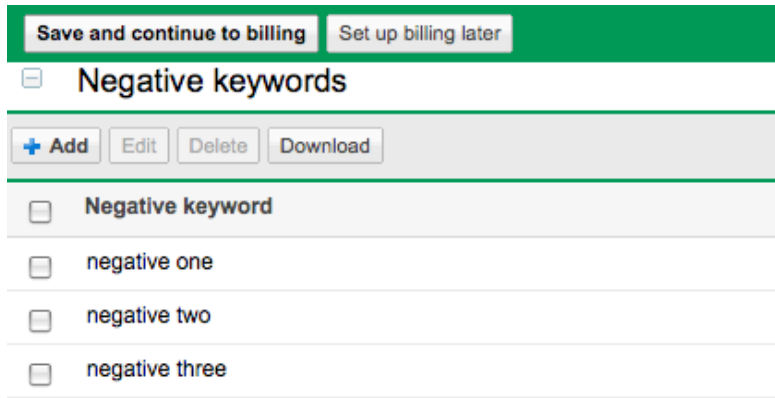 Save and continue to billing Set up billing later
Negative keywords
Add Edit Delete Download
Negative keyword
negative one
negative two
negative three